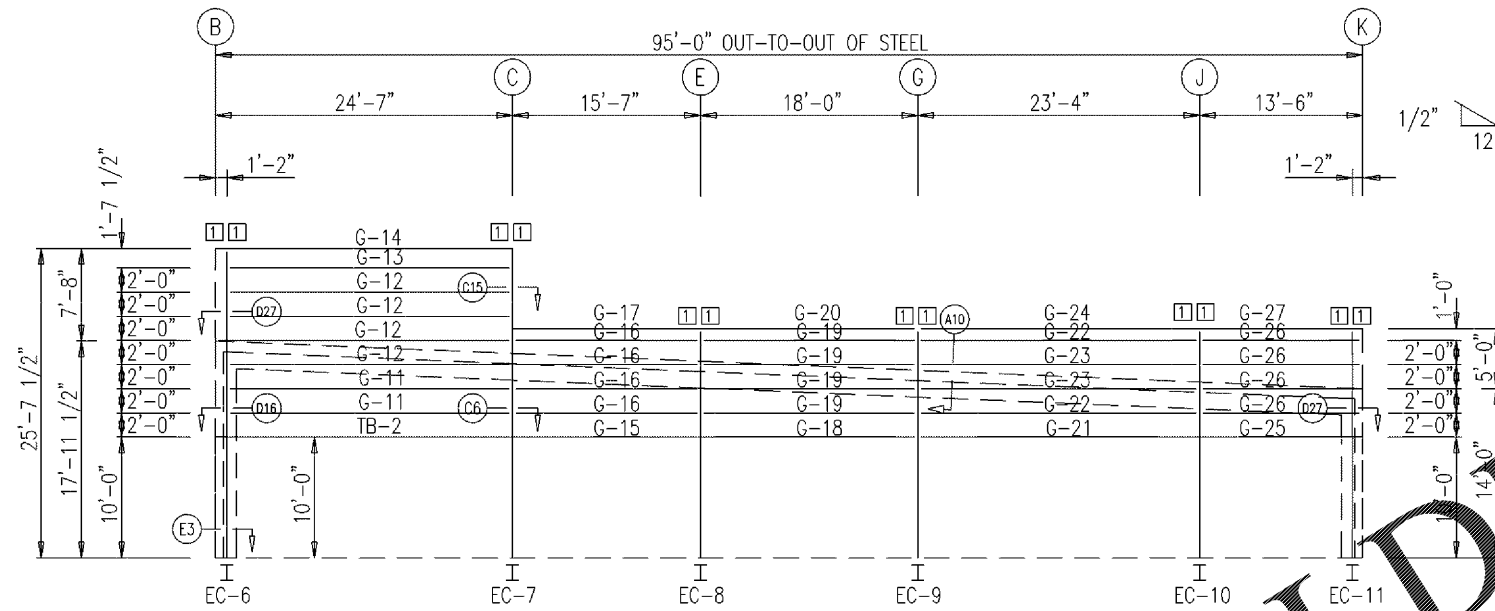 B
K
95'-0" OUT-TO-OUT OF STEEL
C
E
G
J
24'-7"
15'-7"
18'-0"
23'-4"
13'-6"
1/2"
12
1'-2"
1'-2"
1'-7 1/2"
1 1
G-14
1 1
G-13
2'-0"
G-12
C15
7'-8"
2'-0"
D27
G-12
G-17
1 1
G-20
1 1
A10
G-24
1 1
G-27
1 1
1'-0"
2'-0"
G-12
G-16
G-19
G-22
G-26
2'-0"
G-12
G-16
G-19
G-23
G-26
2'-0"
5'-0"
2'-0"
G-11
G-16
G-19
G-23
G-26
2'-0"
2'-0"
D16
G-11
C6
G-16
G-19
G-22
G-26
D27
2'-0"
2'-0"
TB-2
G-15
G-18
G-21
G-25
2'-0"
25'-7 1/2"
17'-11 1/2"
10'-0"
10'-0"
14'-0"
E3
EC-6
EC-7
EC-8
EC-9
EC-10
EC-11